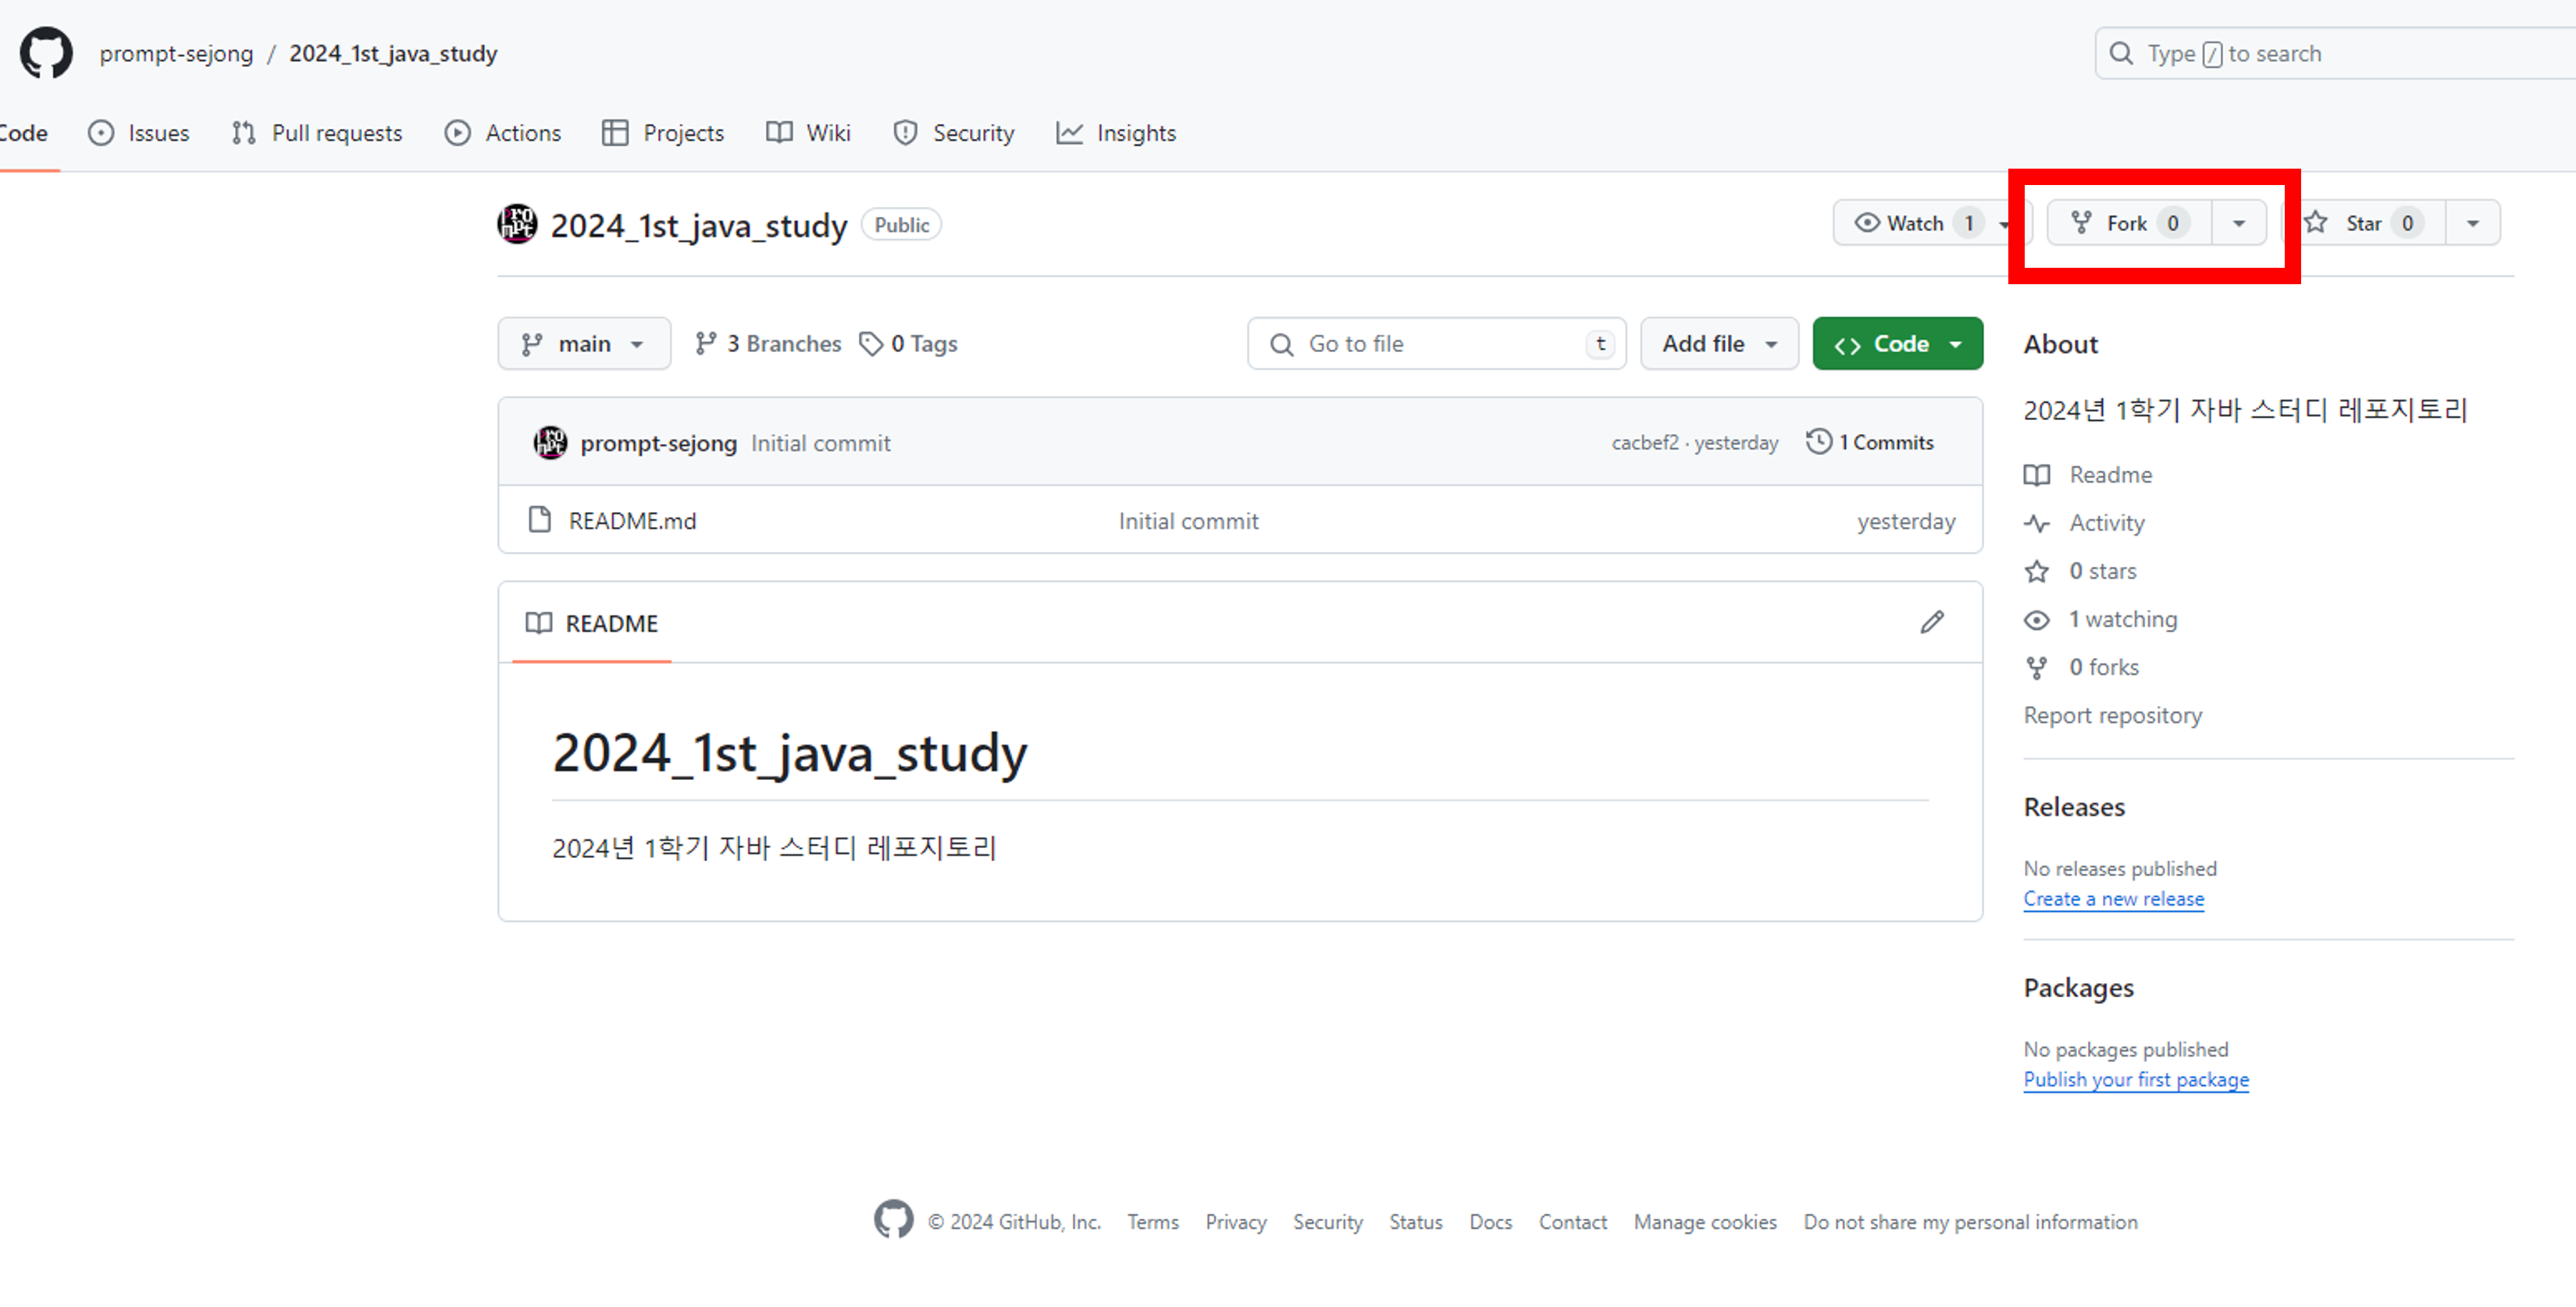 prompt-sejong / 2024_1st_java_study
Type / to search
Code Issues Pull requests Actions Projects Wiki Security Insights
2024_1st_java_study Public
Watch 1 Fork 0 Star 0
main 3 Branches 0 Tags Go to file t Add file Code
prompt-sejong Initial commit cacbef2 · yesterday 1 Commits
README.md Initial commit yesterday
README
2024_1st_java_study
2024년 1학기 자바 스터디 레포지토리
About
2024년 1학기 자바 스터디 레포지토리
Readme
Activity
0 stars
1 watching
0 forks
Report repository
Releases
No releases published
Create a new release
Packages
No packages published
Publish your first package
© 2024 GitHub, Inc. Terms Privacy Security Status Docs Contact Manage cookies Do not share my personal information